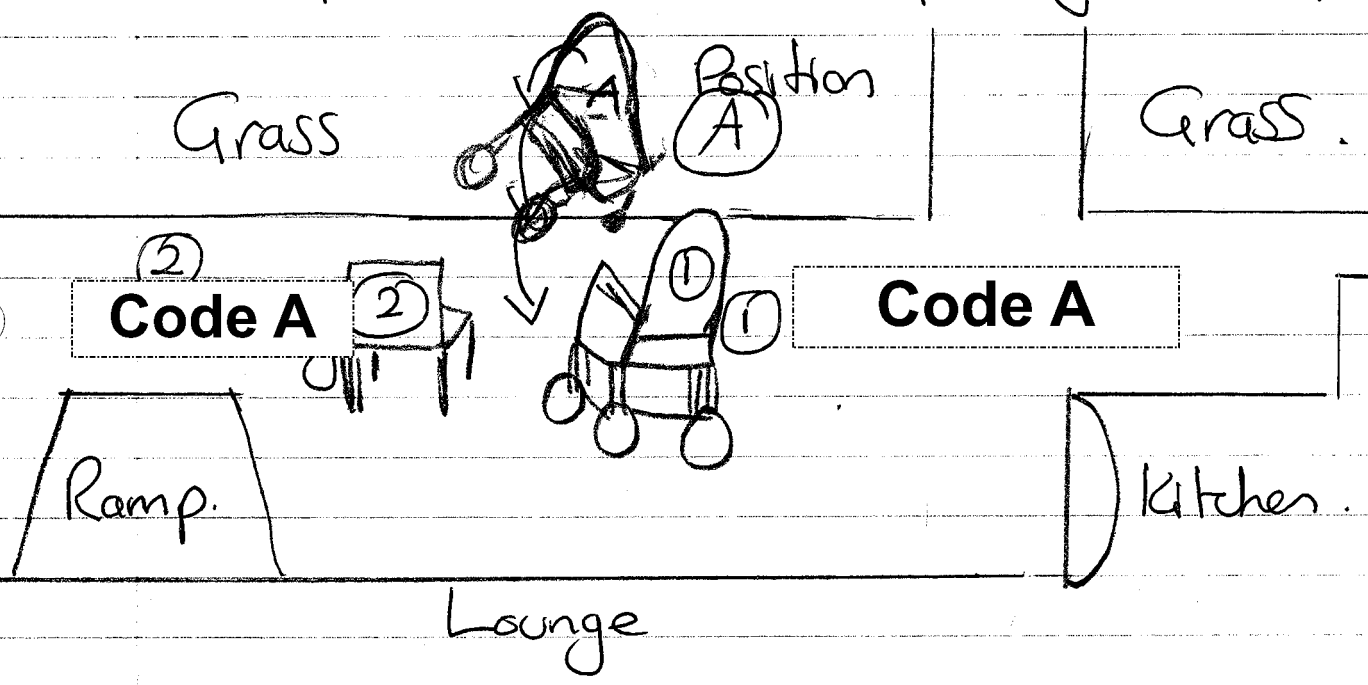 Position
Grass A A Grass.
2 1
Code A 2 1 Code A
Ramp. Kitchen.
Lounge